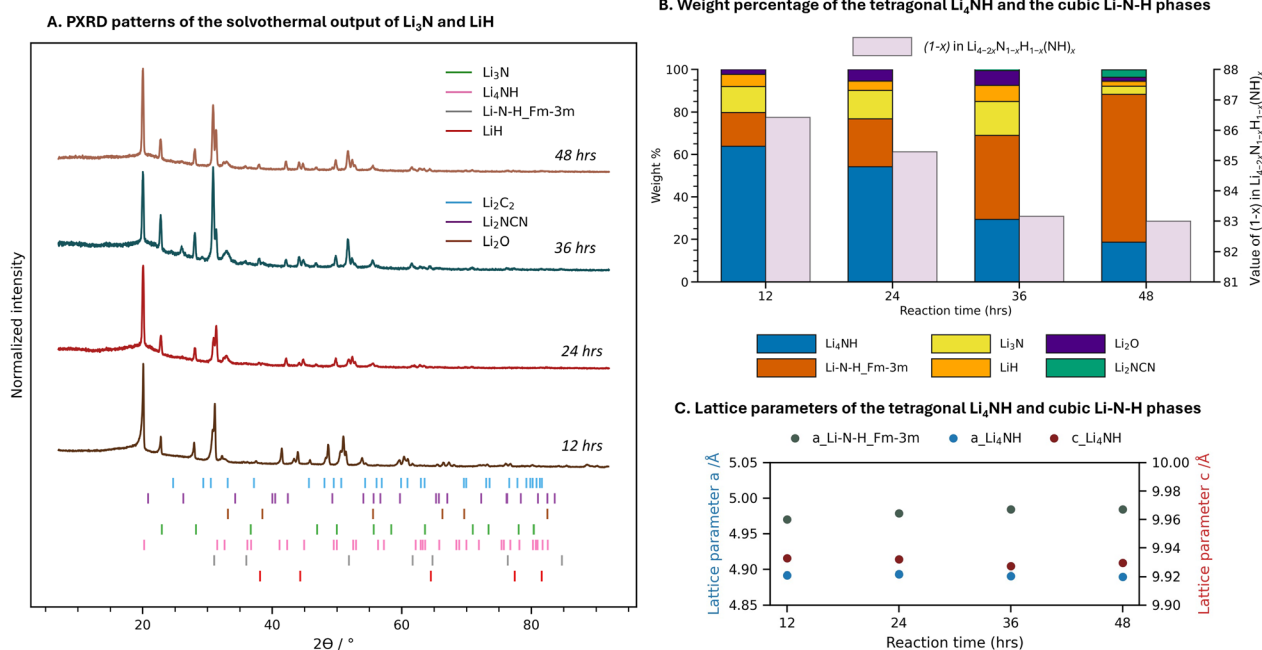 A. PXRD patterns of the solvothermal output of Li₃N and LiH
Normalized intensity
Li₃N
Li₄NH
Li-N-H_Fm-3m
LiH
48 hrs
Li₂C₂
Li₂NCN
Li₂O
36 hrs
24 hrs
12 hrs
20 40 60 80
2Θ / °
B. Weight percentage of the tetragonal Li₄NH and the cubic Li-N-H phases
(1-x) in Li₄₋₂ₓN₁₋ₓH₁₋ₓ(NH)ₓ
Weight %
100
80
60
40
20
0
88
87
86
85
84
83
82
81
Value of (1-x) in Li₄₋₂ₓN₁₋ₓH₁₋ₓ(NH)ₓ
12 24 36 48
Reaction time (hrs)
Li₄NH Li₃N Li₂O
Li-N-H_Fm-3m LiH Li₂NCN
C. Lattice parameters of the tetragonal Li₄NH and cubic Li-N-H phases
a_Li-N-H_Fm-3m a_Li4NH c_Li4NH
Lattice parameter a /Å
5.05
5.00
4.95
4.90
4.85
10.00
9.98
9.96
9.94
9.92
9.90
Lattice parameter c /Å
12 24 36 48
Reaction time (hrs)